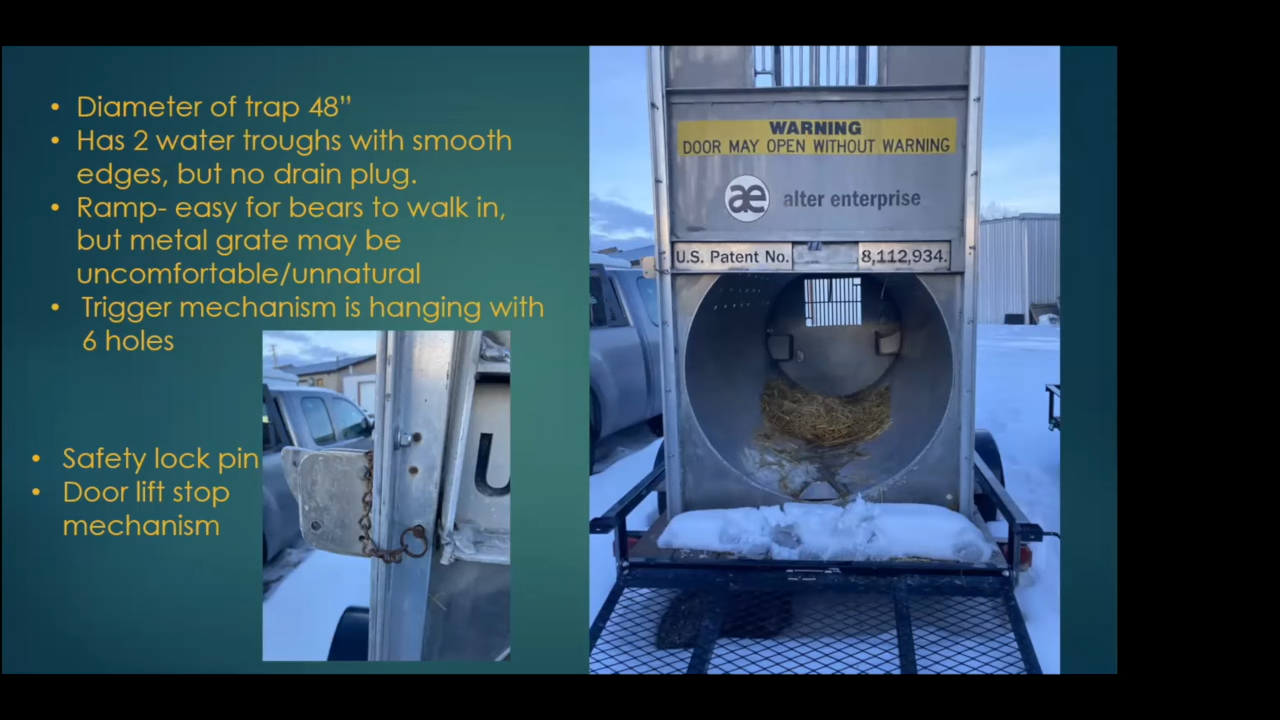 • Diameter of trap 48”
• Has 2 water troughs with smooth
edges, but no drain plug.
• Ramp- easy for bears to walk in,
but metal grate may be
uncomfortable/unnatural
• Trigger mechanism is hanging with
6 holes
• Safety lock pin
• Door lift stop
mechanism
U
WARNING
DOOR MAY OPEN WITHOUT WARNING
æ alter enterprise
U.S. Patent No. 8,112,934.